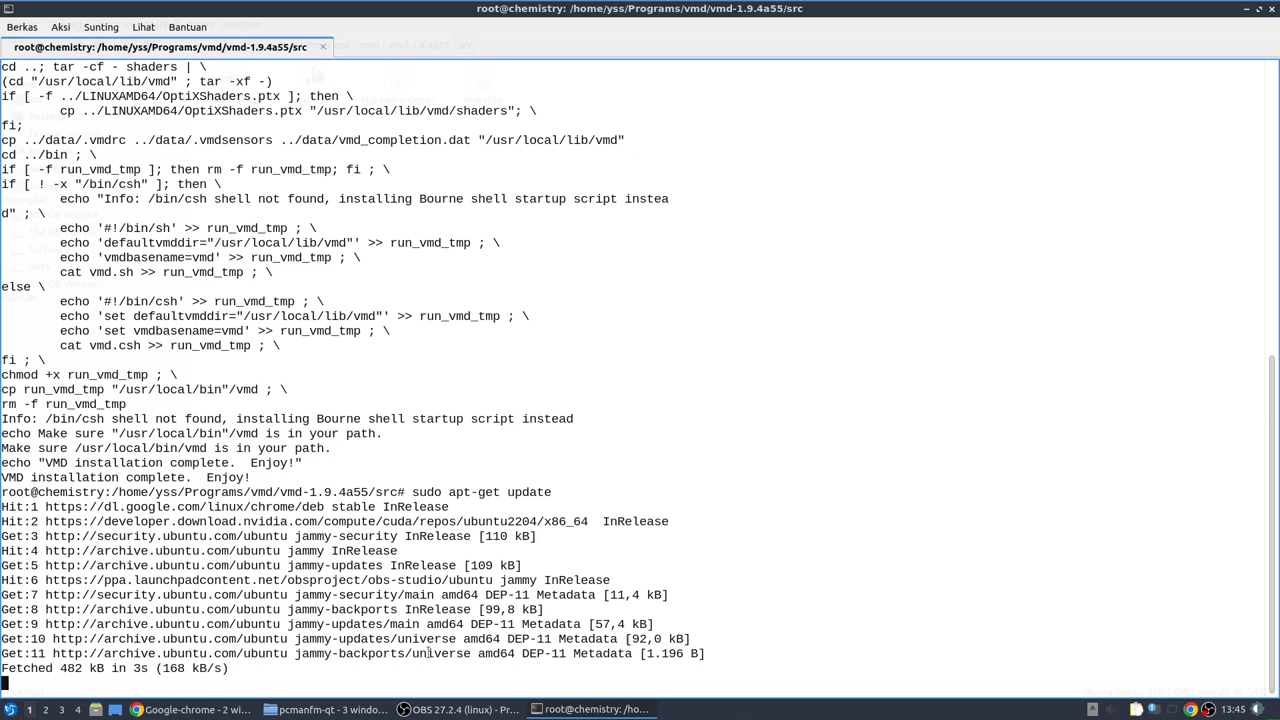 root@chemistry: /home/yss/Programs/vmd/vmd-1.9.4a55/src
Berkas Aksi Sunting Lihat Bantuan
root@chemistry: /home/yss/Programs/vmd/vmd-1.9.4a55/src
cd ..; tar -cf - shaders | \
(cd "/usr/local/lib/vmd" ; tar -xf -)
if [ -f ../LINUXAMD64/OptiXShaders.ptx ]; then \
cp ../LINUXAMD64/OptiXShaders.ptx "/usr/local/lib/vmd/shaders"; \
fi;
cp ../data/.vmdrc ../data/.vmdsensors ../data/vmd_completion.dat "/usr/local/lib/vmd"
cd ../bin ; \
if [ -f run_vmd_tmp ]; then rm -f run_vmd_tmp; fi ; \
if [ ! -x "/bin/csh" ]; then \
echo "Info: /bin/csh shell not found, installing Bourne shell startup script instea
d" ; \
echo '#!/bin/sh' >> run_vmd_tmp ; \
echo 'defaultvmddir="/usr/local/lib/vmd"' >> run_vmd_tmp ; \
echo 'vmdbasename=vmd' >> run_vmd_tmp ; \
cat vmd.sh >> run_vmd_tmp ; \
else \
echo '#!/bin/csh' >> run_vmd_tmp ; \
echo 'set defaultvmddir="/usr/local/lib/vmd"' >> run_vmd_tmp ; \
echo 'set vmdbasename=vmd' >> run_vmd_tmp ; \
cat vmd.csh >> run_vmd_tmp ; \
fi ; \
chmod +x run_vmd_tmp ; \
cp run_vmd_tmp "/usr/local/bin"/vmd ; \
rm -f run_vmd_tmp
Info: /bin/csh shell not found, installing Bourne shell startup script instead
echo Make sure "/usr/local/bin"/vmd is in your path.
Make sure /usr/local/bin/vmd is in your path.
echo "VMD installation complete.  Enjoy!"
VMD installation complete.  Enjoy!
root@chemistry:/home/yss/Programs/vmd/vmd-1.9.4a55/src# sudo apt-get update
Hit:1 https://dl.google.com/linux/chrome/deb stable InRelease
Hit:2 https://developer.download.nvidia.com/compute/cuda/repos/ubuntu2204/x86_64  InRelease
Get:3 http://security.ubuntu.com/ubuntu jammy-security InRelease [110 kB]
Hit:4 http://archive.ubuntu.com/ubuntu jammy InRelease
Get:5 http://archive.ubuntu.com/ubuntu jammy-updates InRelease [109 kB]
Hit:6 https://ppa.launchpadcontent.net/obsproject/obs-studio/ubuntu jammy InRelease
Get:7 http://security.ubuntu.com/ubuntu jammy-security/main amd64 DEP-11 Metadata [11,4 kB]
Get:8 http://archive.ubuntu.com/ubuntu jammy-backports InRelease [99,8 kB]
Get:9 http://archive.ubuntu.com/ubuntu jammy-updates/main amd64 DEP-11 Metadata [57,4 kB]
Get:10 http://archive.ubuntu.com/ubuntu jammy-updates/universe amd64 DEP-11 Metadata [92,0 kB]
Get:11 http://archive.ubuntu.com/ubuntu jammy-backports/universe amd64 DEP-11 Metadata [1.196 B]
Fetched 482 kB in 3s (168 kB/s)
1 2 3 4 Google-chrome - 2 wi... pcmanfm-qt - 3 windo... OBS 27.2.4 (linux) - Pr... root@chemistry: /ho... 13:45